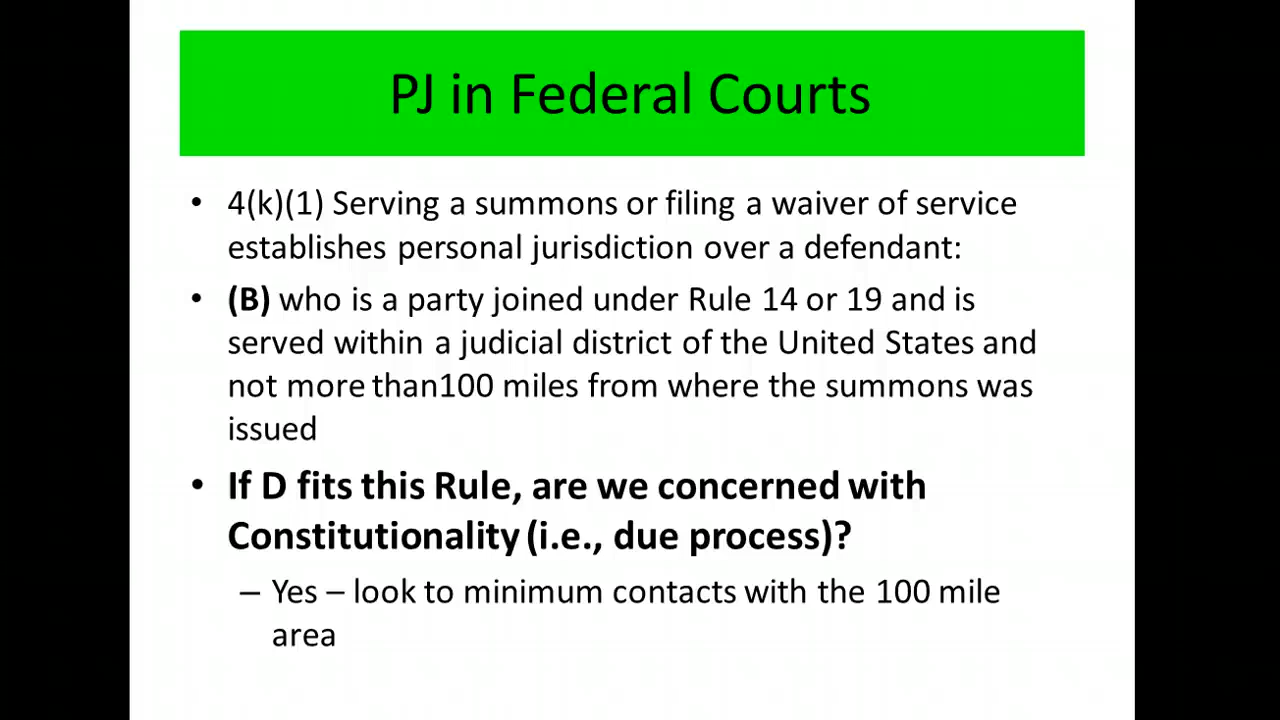 PJ in Federal Courts
• 4(k)(1) Serving a summons or filing a waiver of service
establishes personal jurisdiction over a defendant:
• (B) who is a party joined under Rule 14 or 19 and is
served within a judicial district of the United States and
not more than100 miles from where the summons was
issued
• If D fits this Rule, are we concerned with
Constitutionality (i.e., due process)?
– Yes – look to minimum contacts with the 100 mile
area